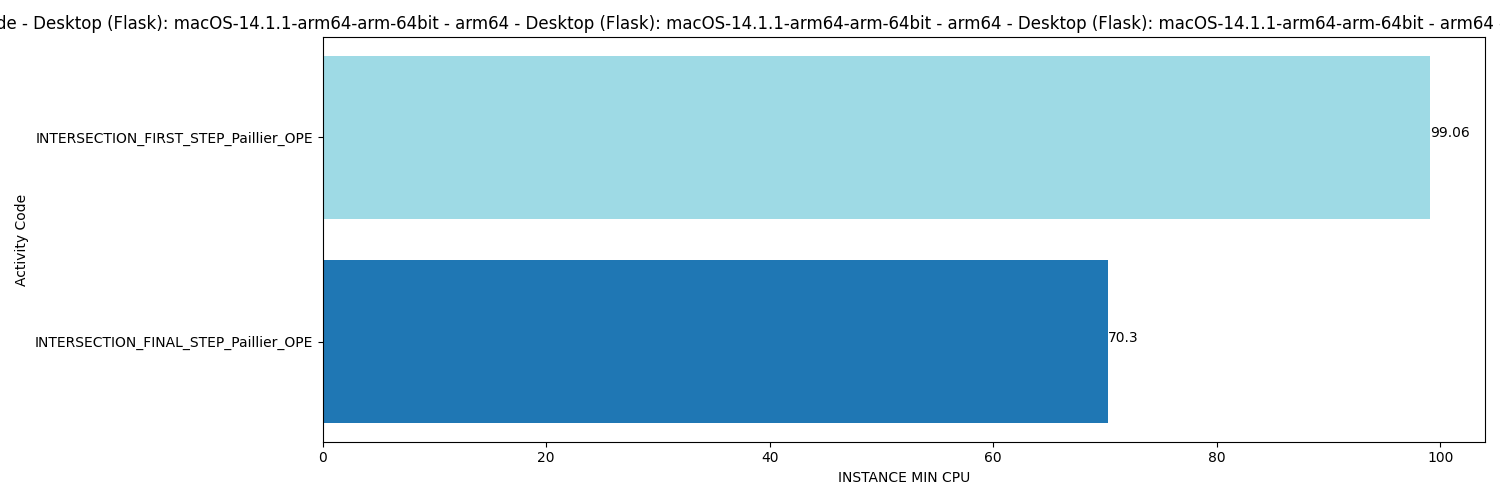 de - Desktop (Flask): macOS-14.1.1-arm64-arm-64bit - arm64 - Desktop (Flask): macOS-14.1.1-arm64-arm-64bit - arm64 - Desktop (Flask): macOS-14.1.1-arm64-arm-64bit - arm64 -
INTERSECTION_FIRST_STEP_Paillier_OPE
99.06
Activity Code
INTERSECTION_FINAL_STEP_Paillier_OPE
70.3
0 20 40 60 80 100
INSTANCE MIN CPU